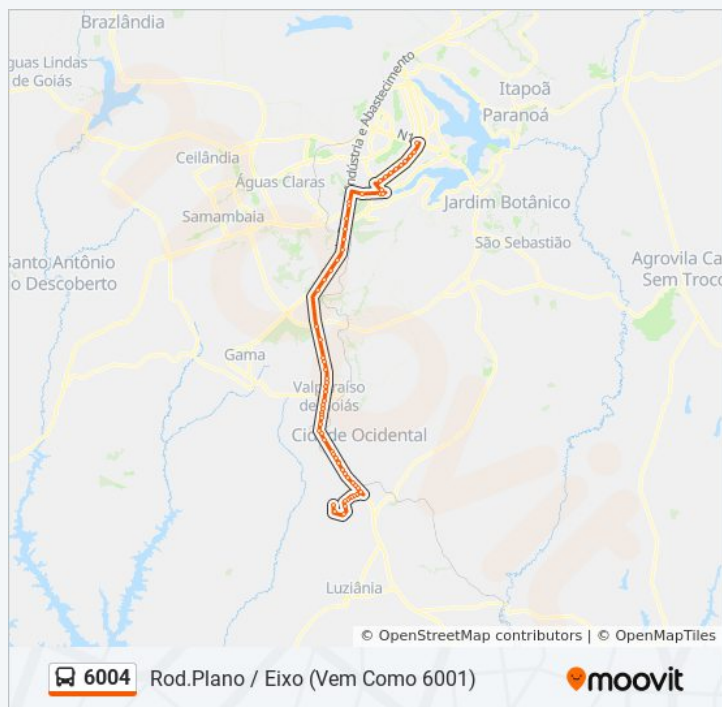 Brazlândia
guas Lindas
de Goiás
Indústria e Abastecimento
Itapoã
Paranoá
N1
Ceilândia
Águas Claras
Samambaia
Jardim Botânico
São Sebastião
Santo Antônio
o Descoberto
Agrovila Ca
Sem Troco
Gama
Valparaíso
de Goiás
Cidade Ocidental
Luziânia
© OpenStreetMap contributors | © OpenMapTiles
6004 Rod.Plano / Eixo (Vem Como 6001) moovit